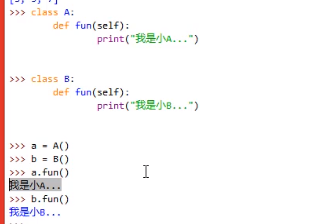 >>> class A:
        def fun(self):
                print("我是小A...")
>>> class B:
        def fun(self):
                print("我是小B...")
>>> a = A()
>>> b = B()
>>> a.fun()
我是小A...
>>> b.fun()
我是小B...